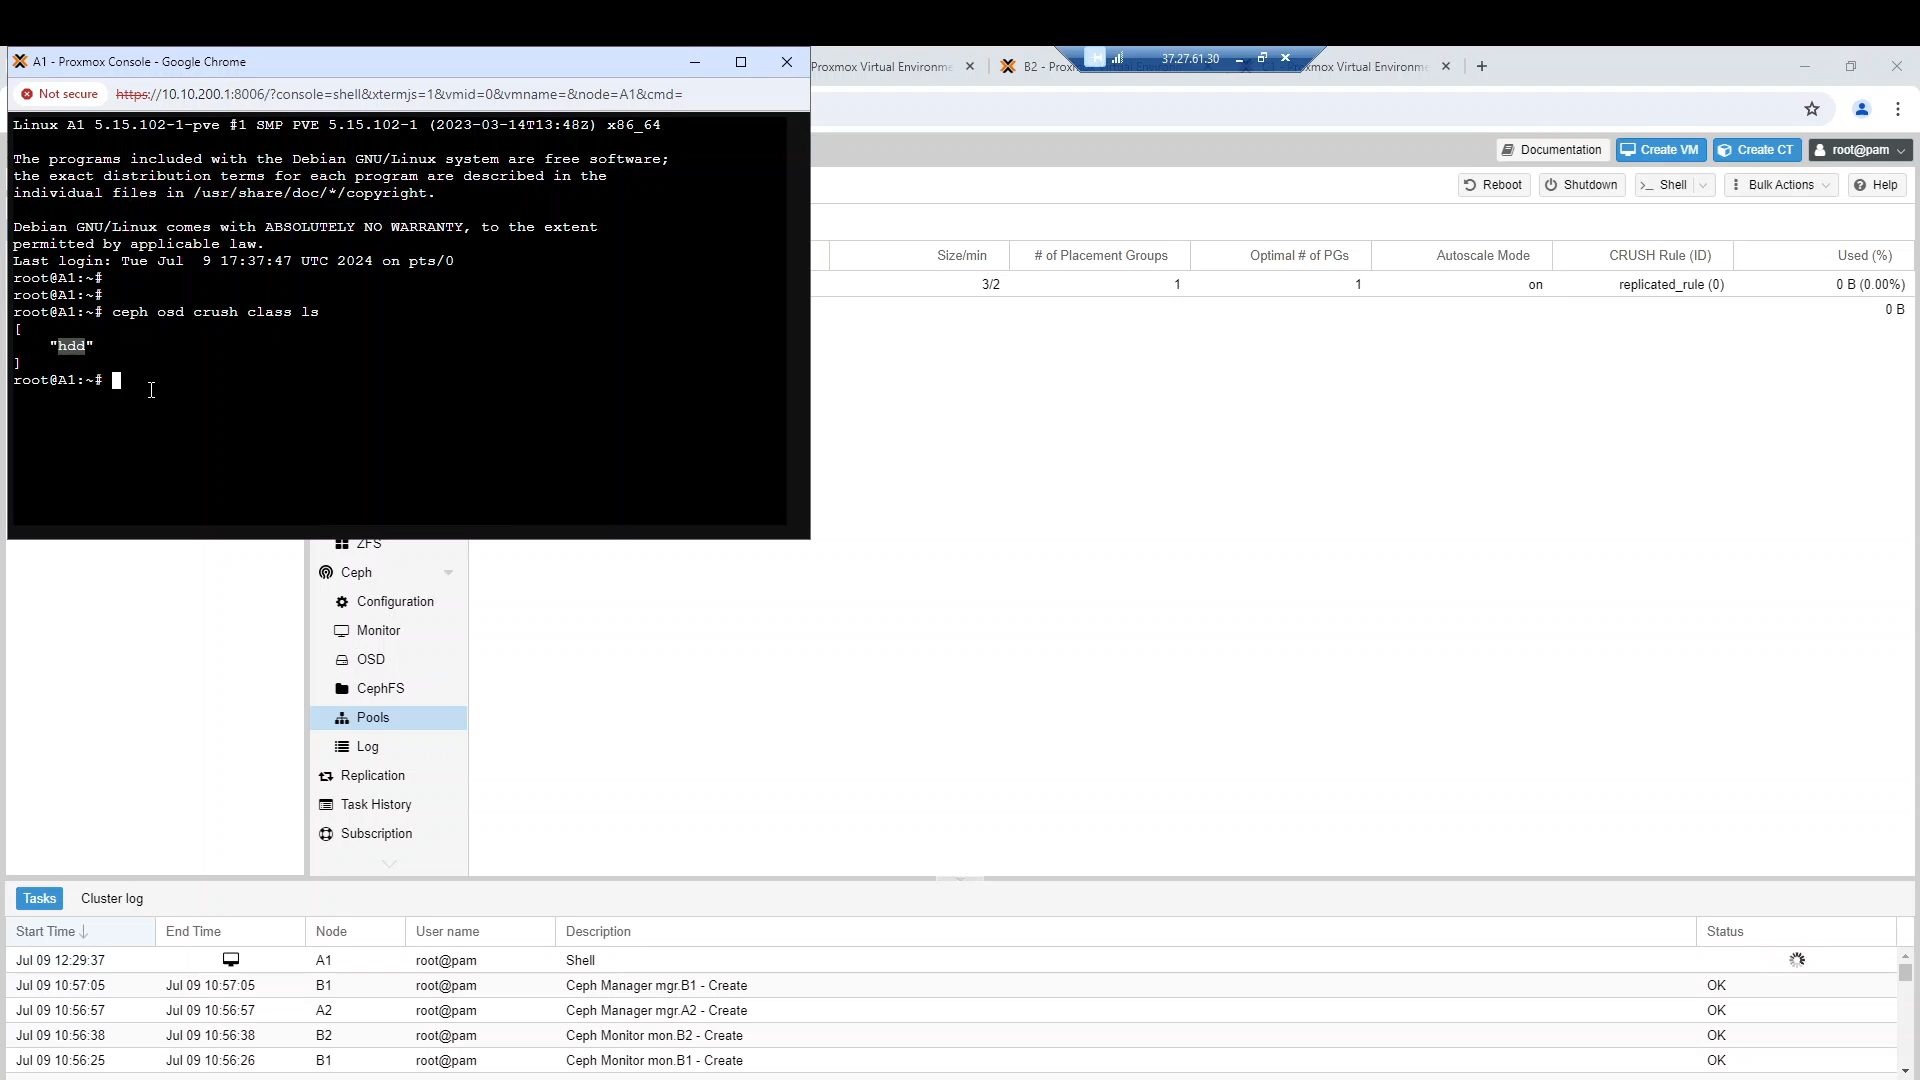 A1 - Proxmox Console - Google Chrome
Not secure https://10.10.200.1:8006/?console=shell&xtermjs=1&vmid=0&vmname=&node=A1&cmd=
Linux A1 5.15.102-1-pve #1 SMP PVE 5.15.102-1 (2023-03-14T13:48Z) x86_64
The programs included with the Debian GNU/Linux system are free software;
the exact distribution terms for each program are described in the
individual files in /usr/share/doc/*/copyright.
Debian GNU/Linux comes with ABSOLUTELY NO WARRANTY, to the extent
permitted by applicable law.
Last login: Tue Jul  9 17:37:47 UTC 2024 on pts/0
root@A1:~#
root@A1:~#
root@A1:~# ceph osd crush class ls
[
    "hdd"
]
root@A1:~#
Proxmox Virtual Environme
B2 - Prox
37.27.61.30
xmox Virtual Environme
Documentation Create VM Create CT root@pam
Reboot Shutdown Shell Bulk Actions Help
Size/min # of Placement Groups Optimal # of PGs Autoscale Mode CRUSH Rule (ID) Used (%)
3/2 1 1 on replicated_rule (0) 0 B (0.00%)
0 B
ZFS
Ceph
Configuration
Monitor
OSD
CephFS
Pools
Log
Replication
Task History
Subscription
Tasks Cluster log
Start Time End Time Node User name Description Status
Jul 09 12:29:37 A1 root@pam Shell
Jul 09 10:57:05 Jul 09 10:57:05 B1 root@pam Ceph Manager mgr.B1 - Create OK
Jul 09 10:56:57 Jul 09 10:56:57 A2 root@pam Ceph Manager mgr.A2 - Create OK
Jul 09 10:56:38 Jul 09 10:56:38 B2 root@pam Ceph Monitor mon.B2 - Create OK
Jul 09 10:56:25 Jul 09 10:56:26 B1 root@pam Ceph Monitor mon.B1 - Create OK